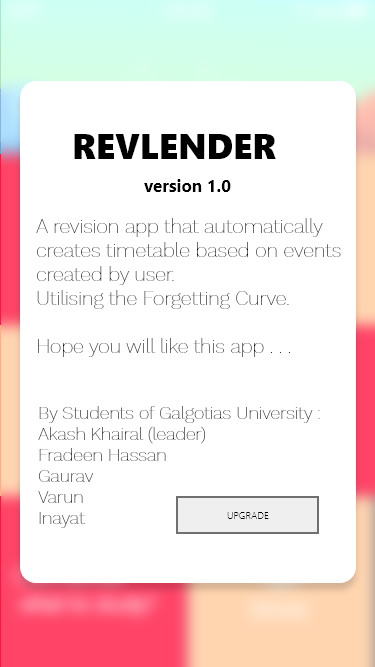 REVLENDER
version 1.0
A revision app that automatically
creates timetable based on events
created by user.
Utilising the Forgetting Curve.
Hope you will like this app . . .
By Students of Galgotias University :
Akash Khairal (leader)
Fradeen Hassan
Gaurav
Varun
Inayat
UPGRADE